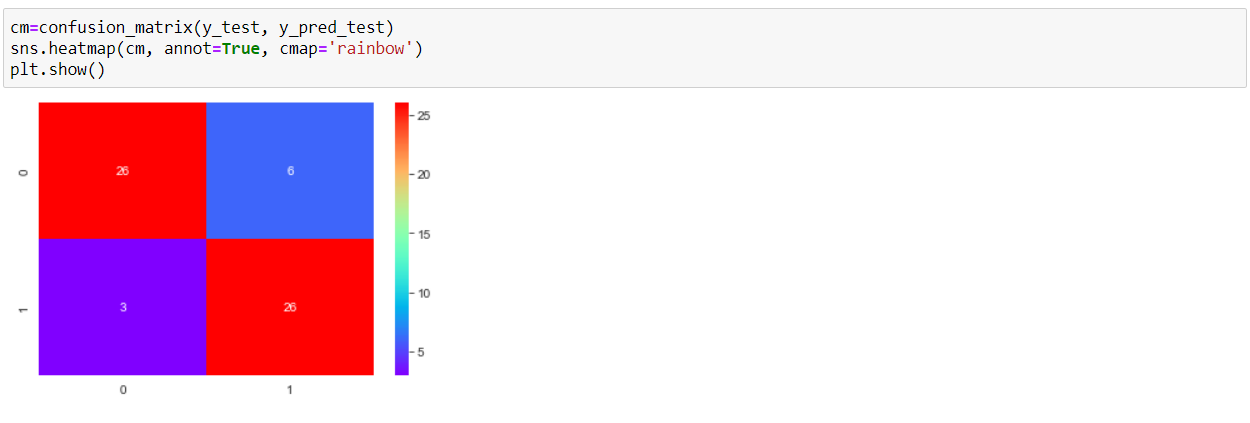 cm=confusion_matrix(y_test, y_pred_test)
sns.heatmap(cm, annot=True, cmap='rainbow')
plt.show()
25
0 26 6
20
15
1 3 26
10
5
0 1